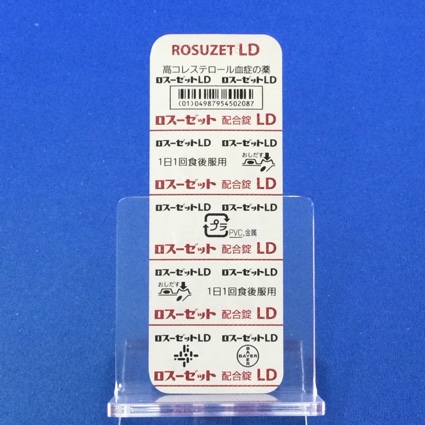 ROSUZET LD
高コレステロール血症の薬
ロスーゼットLD ロスーゼットLD
(01)04987954502087
ロスーゼット 配合錠 LD
ロスーゼットLD ロスーゼットLD
1日1回食後服用 おしだす
ロスーゼット 配合錠 LD
ロスーゼットLD ロスーゼットLD
プラ PVC,金属
ロスーゼット 配合錠 LD
ロスーゼットLD ロスーゼットLD
おしだす 1日1回食後服用
ロスーゼット 配合錠 LD
ロスーゼットLD ロスーゼットLD
BAYER
ロスーゼット 配合錠 LD